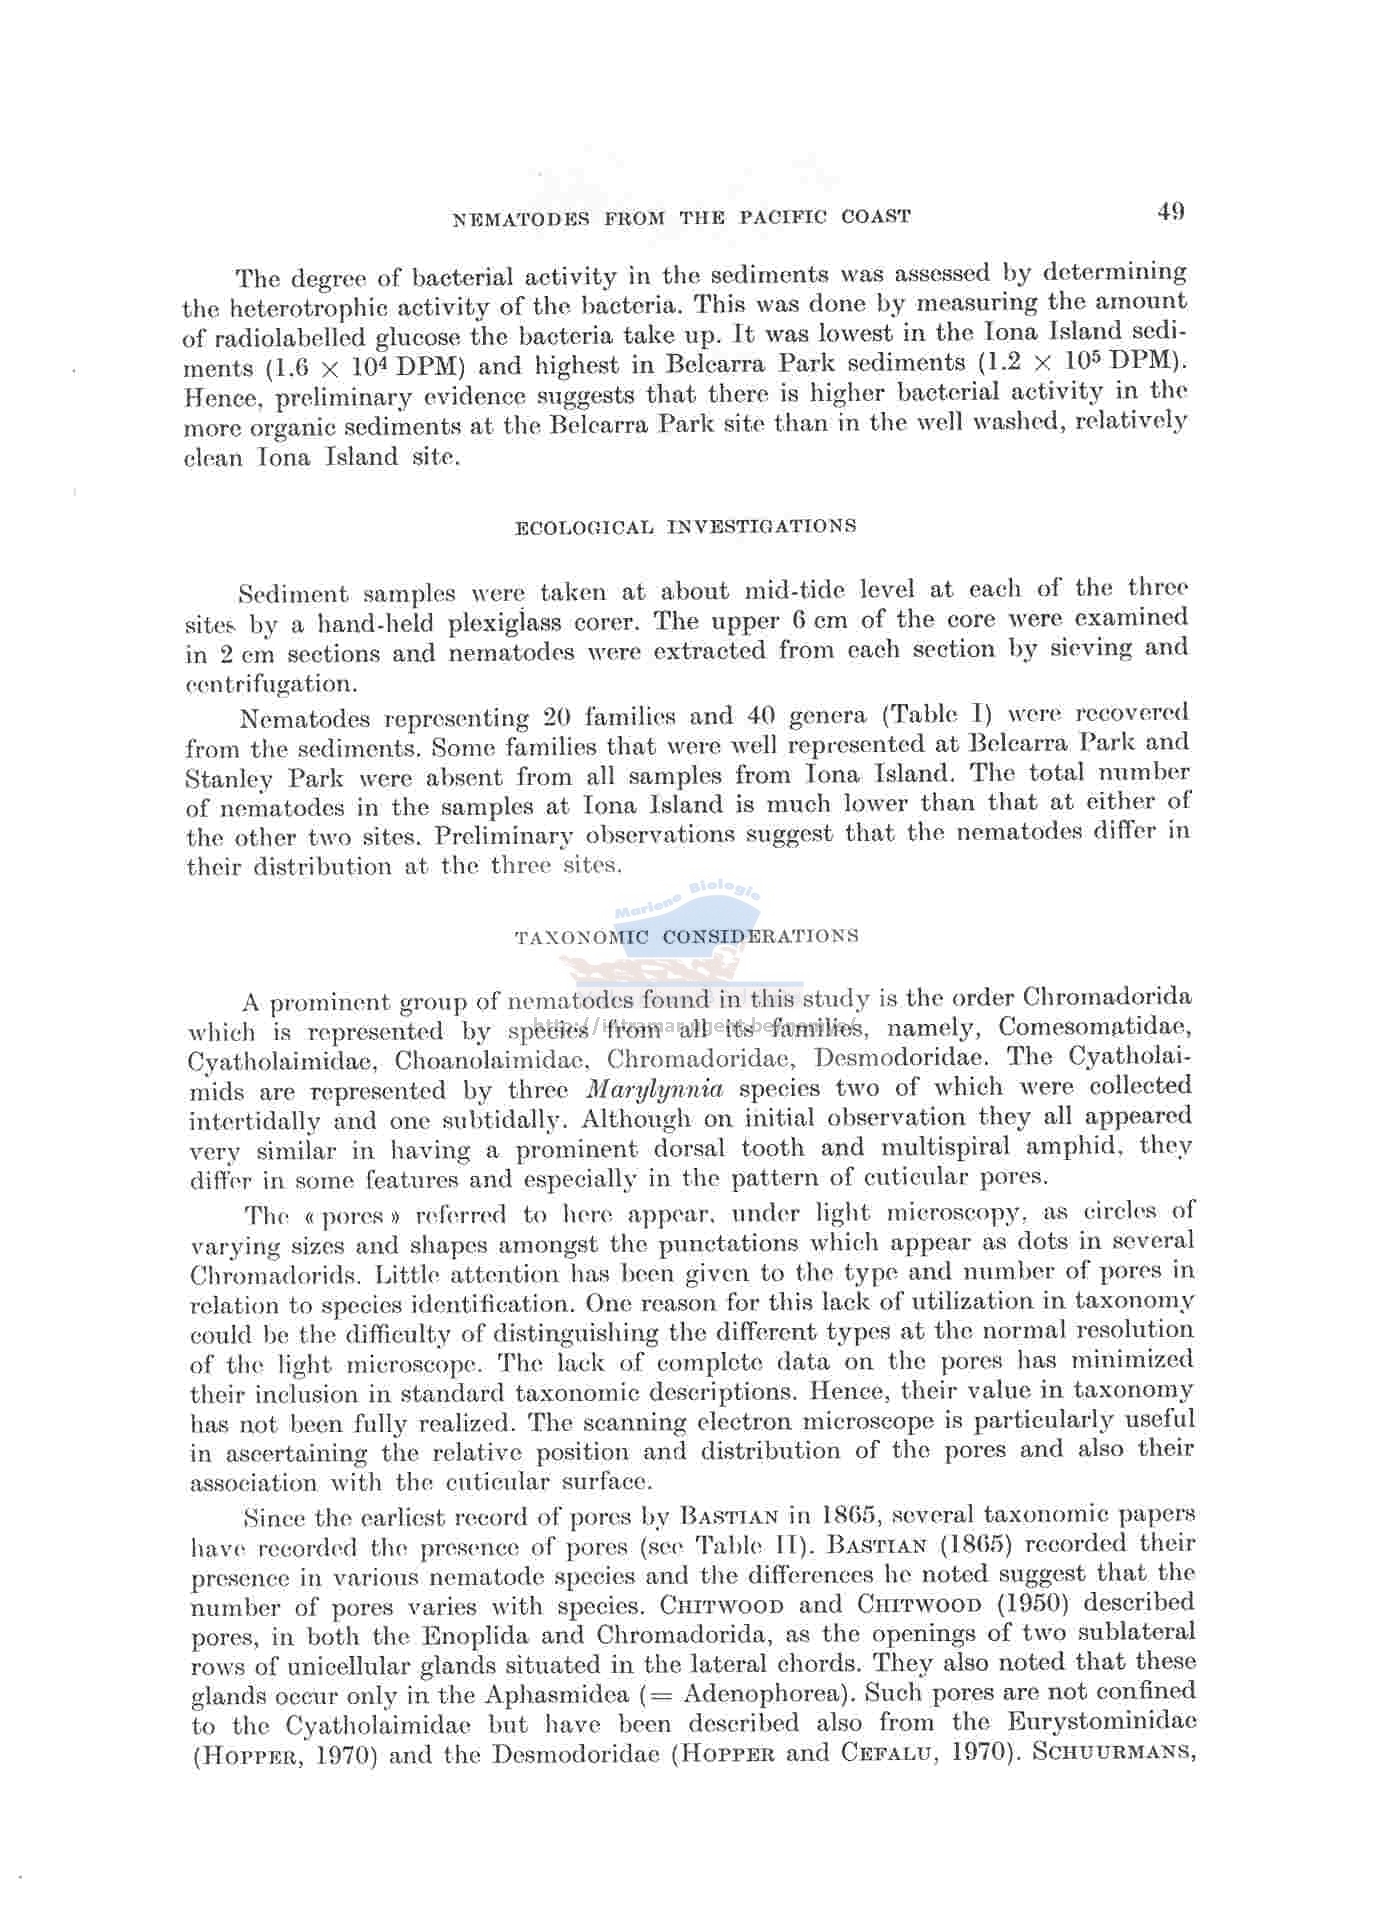 NEMATODES FROM THE PACIFIC COAST 49
The degree of bacterial activity in the sediments was assessed by determining
the heterotrophic activity of the bacteria. This was done by measuring the amount
of radiolabelled glucose the bacteria take up. It was lowest in the Iona Island sedi-
ments (1.6 × 10⁴ DPM) and highest in Belcarra Park sediments (1.2 × 10⁵ DPM).
Hence, preliminary evidence suggests that there is higher bacterial activity in the
more organic sediments at the Belcarra Park site than in the well washed, relatively
clean Iona Island site.
ECOLOGICAL INVESTIGATIONS
Sediment samples were taken at about mid-tide level at each of the three
sites by a hand-held plexiglass corer. The upper 6 cm of the core were examined
in 2 cm sections and nematodes were extracted from each section by sieving and
centrifugation.
Nematodes representing 20 families and 40 genera (Table I) were recovered
from the sediments. Some families that were well represented at Belcarra Park and
Stanley Park were absent from all samples from Iona Island. The total number
of nematodes in the samples at Iona Island is much lower than that at either of
the other two sites. Preliminary observations suggest that the nematodes differ in
their distribution at the three sites.
Mariene Biologie
TAXONOMIC CONSIDERATIONS
A prominent group of nematodes found in this study is the order Chromadorida
which is represented by species from all its families, namely, Comesomatidae,
Cyatholaimidae, Choanolaimidae, Chromadoridae, Desmodoridae. The Cyatholai-
mids are represented by three Marylynnia species two of which were collected
intertidally and one subtidally. Although on initial observation they all appeared
very similar in having a prominent dorsal tooth and multispiral amphid, they
differ in some features and especially in the pattern of cuticular pores.
The « pores » referred to here appear, under light microscopy, as circles of
varying sizes and shapes amongst the punctations which appear as dots in several
Chromadorids. Little attention has been given to the type and number of pores in
relation to species identification. One reason for this lack of utilization in taxonomy
could be the difficulty of distinguishing the different types at the normal resolution
of the light microscope. The lack of complete data on the pores has minimized
their inclusion in standard taxonomic descriptions. Hence, their value in taxonomy
has not been fully realized. The scanning electron microscope is particularly useful
in ascertaining the relative position and distribution of the pores and also their
association with the cuticular surface.
Since the earliest record of pores by BASTIAN in 1865, several taxonomic papers
have recorded the presence of pores (see Table II). BASTIAN (1865) recorded their
presence in various nematode species and the differences he noted suggest that the
number of pores varies with species. CHITWOOD and CHITWOOD (1950) described
pores, in both the Enoplida and Chromadorida, as the openings of two sublateral
rows of unicellular glands situated in the lateral chords. They also noted that these
glands occur only in the Aphasmidea (= Adenophorea). Such pores are not confined
to the Cyatholaimidae but have been described also from the Eurystominidae
(HOPPER, 1970) and the Desmodoridae (HOPPER and CEFALU, 1970). SCHUURMANS,